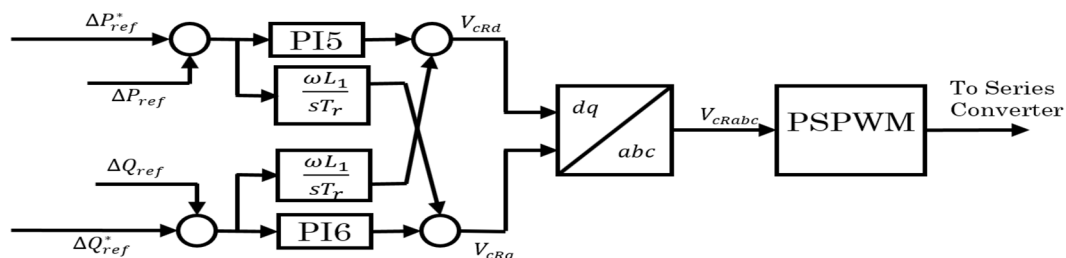 ΔP*ref
PI5
VcRd
ΔPref
ωL1
sTr
dq
abc
VcRabc
PSPWM
To Series
Converter
ΔQref
ωL1
sTr
ΔQ*ref
PI6
VcRq